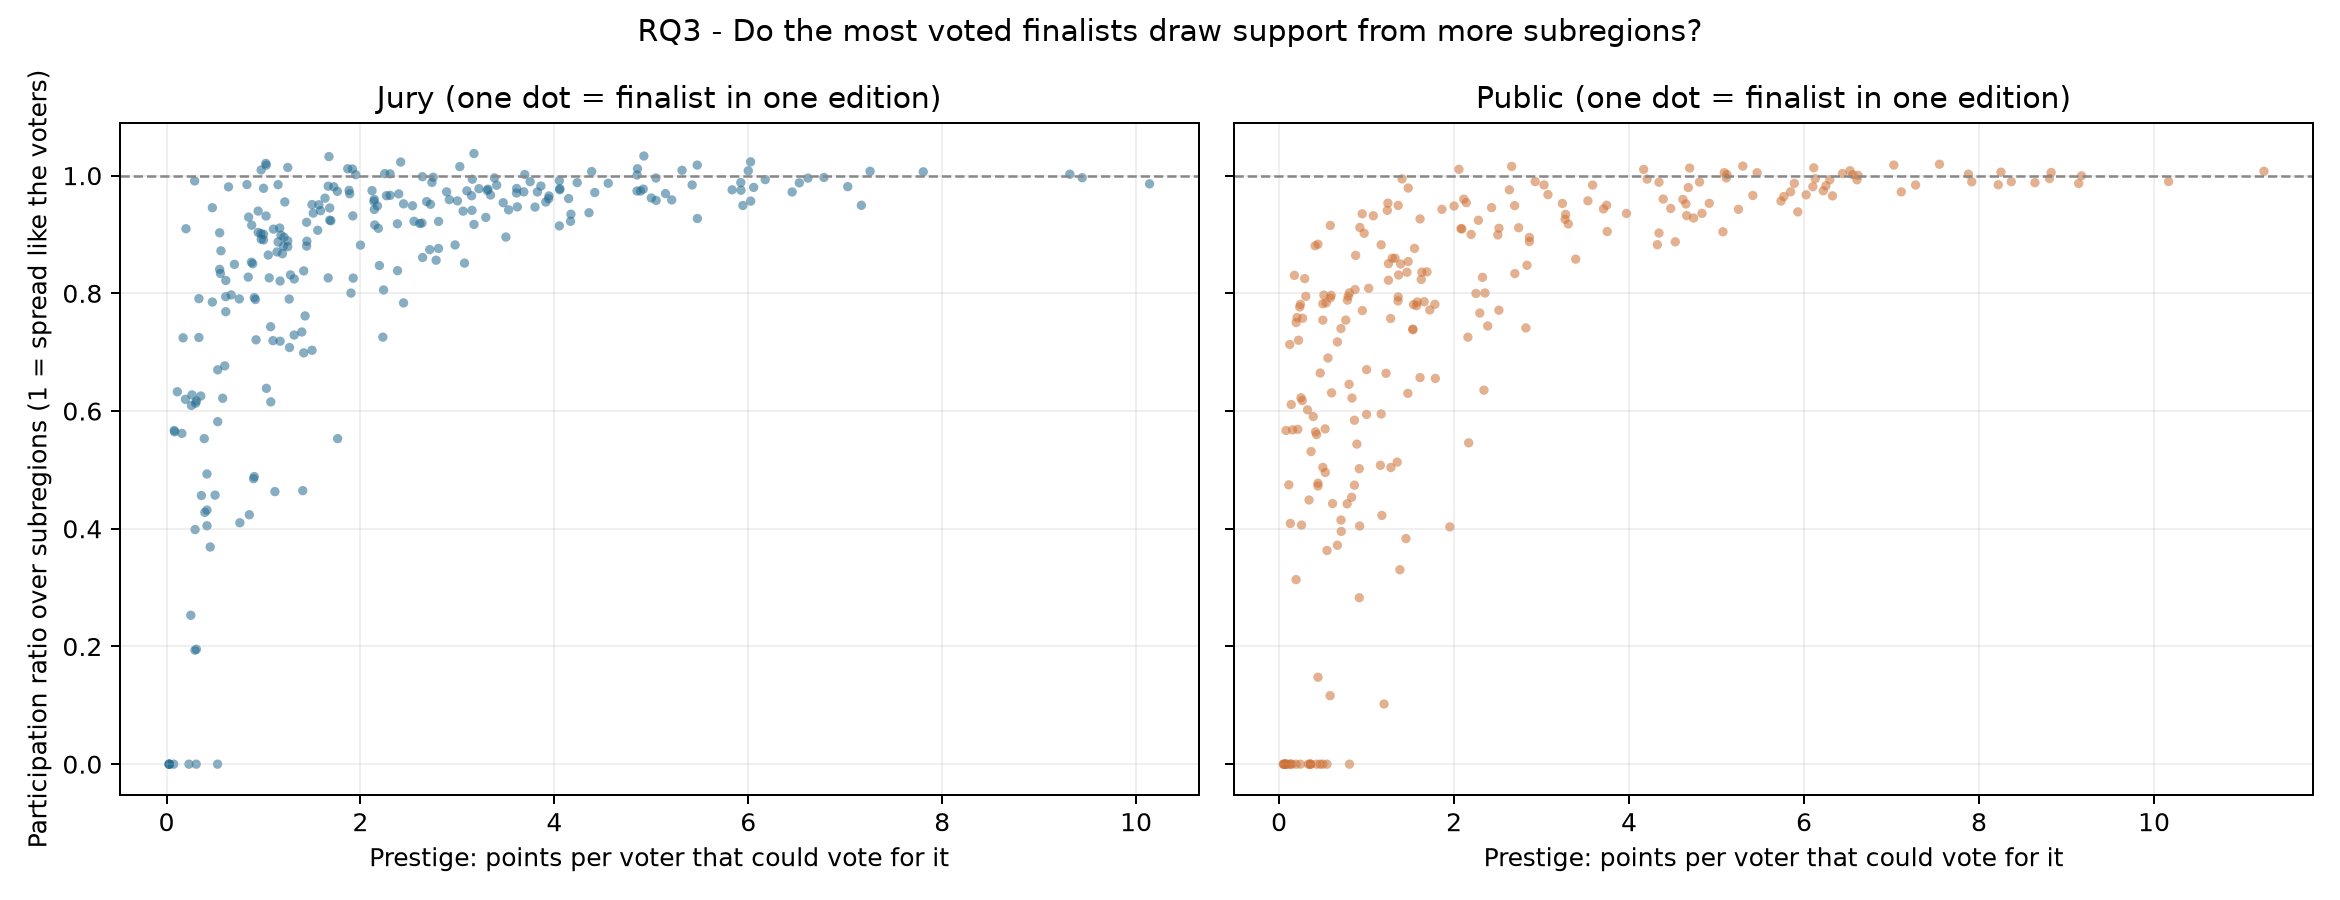 RQ3 - Do the most voted finalists draw support from more subregions?
Jury (one dot = finalist in one edition)
Participation ratio over subregions (1 = spread like the voters)
1.0
0.8
0.6
0.4
0.2
0.0
0 2 4 6 8 10
Prestige: points per voter that could vote for it
Public (one dot = finalist in one edition)
0 2 4 6 8 10
Prestige: points per voter that could vote for it